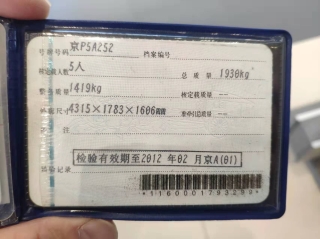 号牌号码 京P5A252 档案编号
核定载人数 5人 总质量 1930kg
整备质量 1419kg 核定载质量 --
外廓尺寸 4315×1783×1606mm 准牵引总质量 --
备注
检验有效期至2012年02月京A(01)
检验记录
*1160001793292*